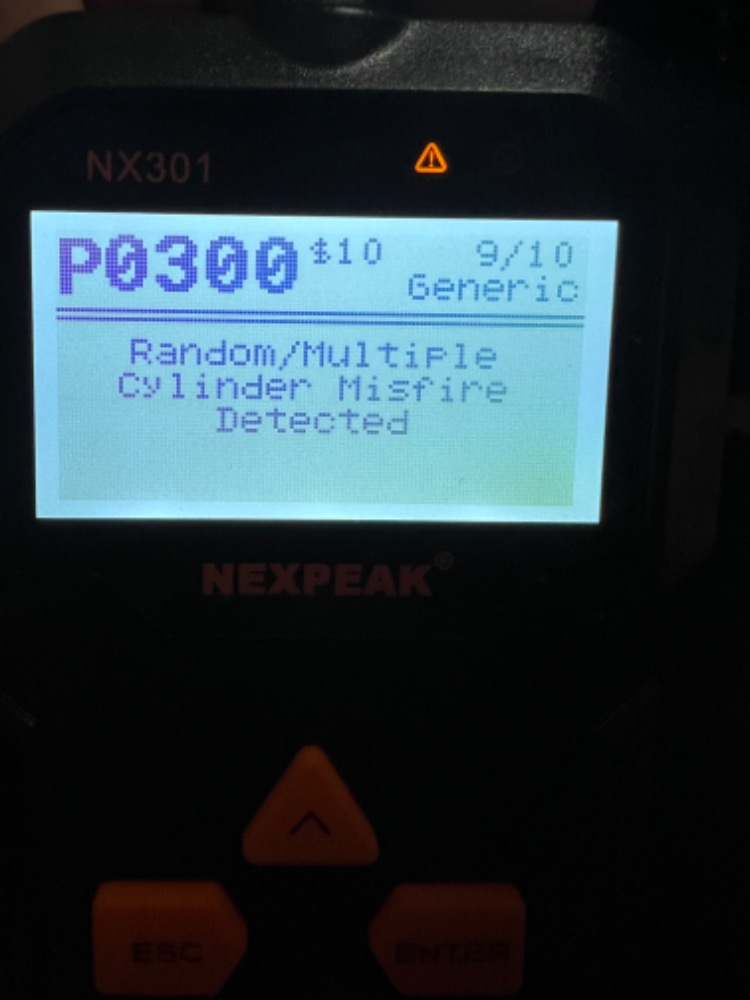 NX301
P0300 $10 9/10
Generic
Random/Multiple
Cylinder Misfire
Detected
NEXPEAK®
ESC ENTER